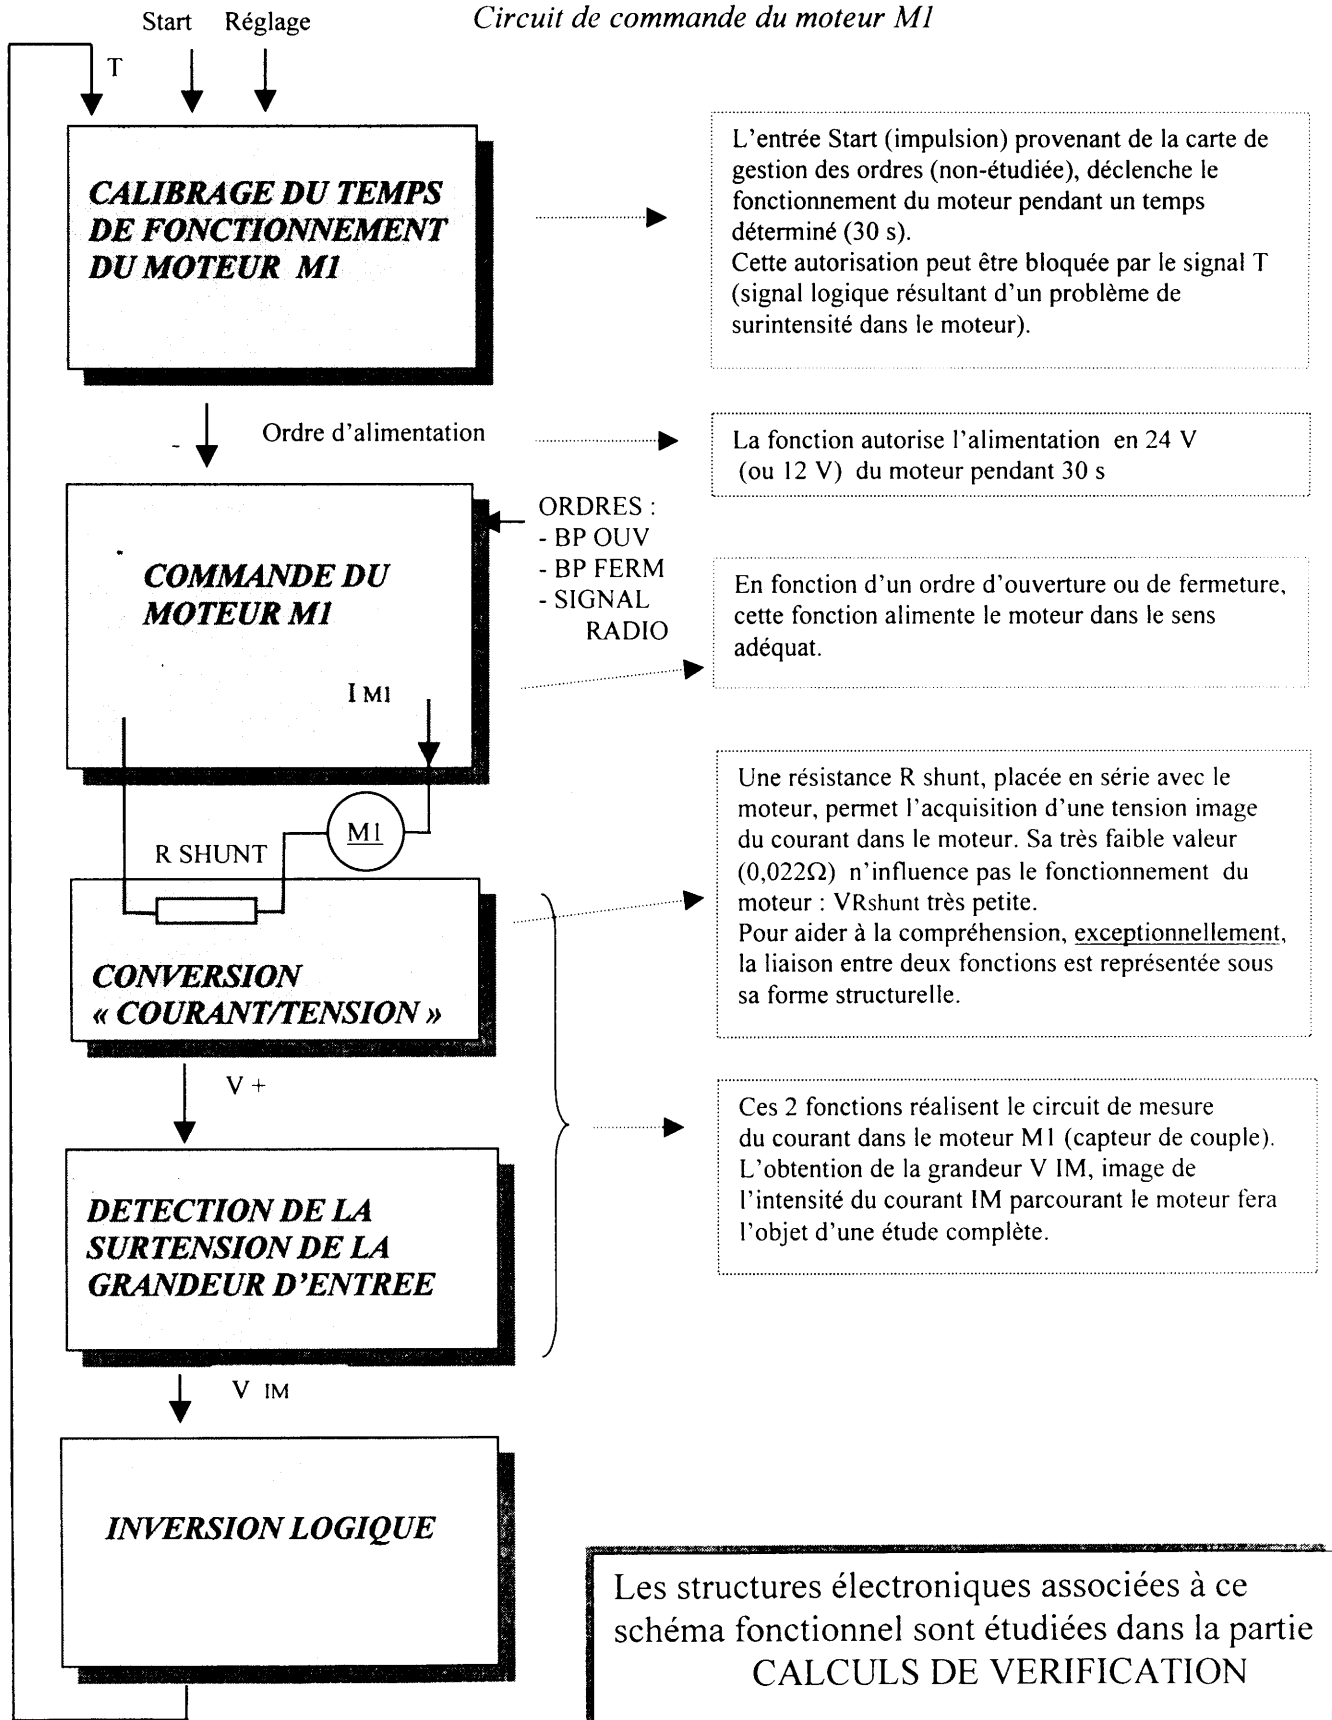 Circuit de commande du moteur M1
Start Réglage
T
CALIBRAGE DU TEMPS
DE FONCTIONNEMENT
DU MOTEUR M1
L'entrée Start (impulsion) provenant de la carte de
gestion des ordres (non-étudiée), déclenche le
fonctionnement du moteur pendant un temps
déterminé (30 s).
Cette autorisation peut être bloquée par le signal T
(signal logique résultant d'un problème de
surintensité dans le moteur).
Ordre d'alimentation
La fonction autorise l'alimentation en 24 V
(ou 12 V) du moteur pendant 30 s
ORDRES :
- BP OUV
- BP FERM
- SIGNAL
RADIO
COMMANDE DU
MOTEUR M1
I M1
En fonction d'un ordre d'ouverture ou de fermeture,
cette fonction alimente le moteur dans le sens
adéquat.
M1
R SHUNT
CONVERSION
« COURANT/TENSION »
Une résistance R shunt, placée en série avec le
moteur, permet l'acquisition d'une tension image
du courant dans le moteur. Sa très faible valeur
(0,022Ω) n'influence pas le fonctionnement du
moteur : VRshunt très petite.
Pour aider à la compréhension, exceptionnellement,
la liaison entre deux fonctions est représentée sous
sa forme structurelle.
V +
Ces 2 fonctions réalisent le circuit de mesure
du courant dans le moteur M1 (capteur de couple).
L'obtention de la grandeur V IM, image de
l'intensité du courant IM parcourant le moteur fera
l'objet d'une étude complète.
DETECTION DE LA
SURTENSION DE LA
GRANDEUR D'ENTREE
V IM
INVERSION LOGIQUE
Les structures électroniques associées à ce
schéma fonctionnel sont étudiées dans la partie
CALCULS DE VERIFICATION